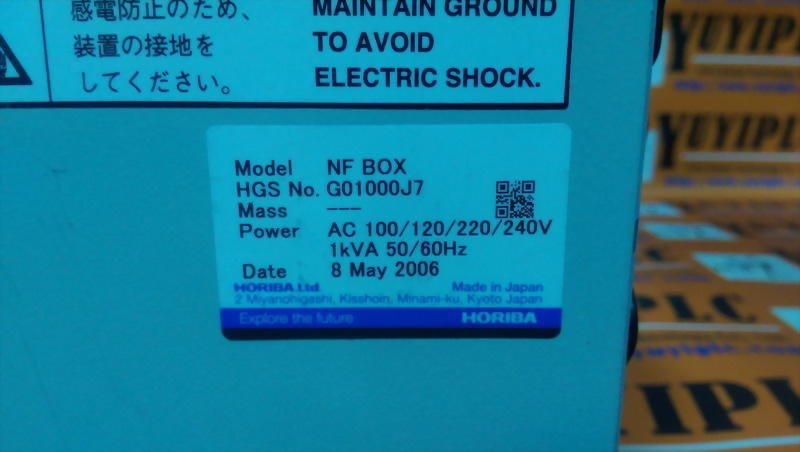 感電防止のため、
装置の接地を
してください。
MAINTAIN GROUND
TO AVOID
ELECTRIC SHOCK.
Model NF BOX
HGS No. G01000J7
Mass ---
Power AC 100/120/220/240V
1kVA 50/60Hz
Date 8 May 2006
HORIBA.Ltd. Made in Japan
2 Miyanohigashi, Kisshoin, Minami-ku, Kyoto Japan
Explore the future HORIBA
YUYIPLC
YUYIPLC